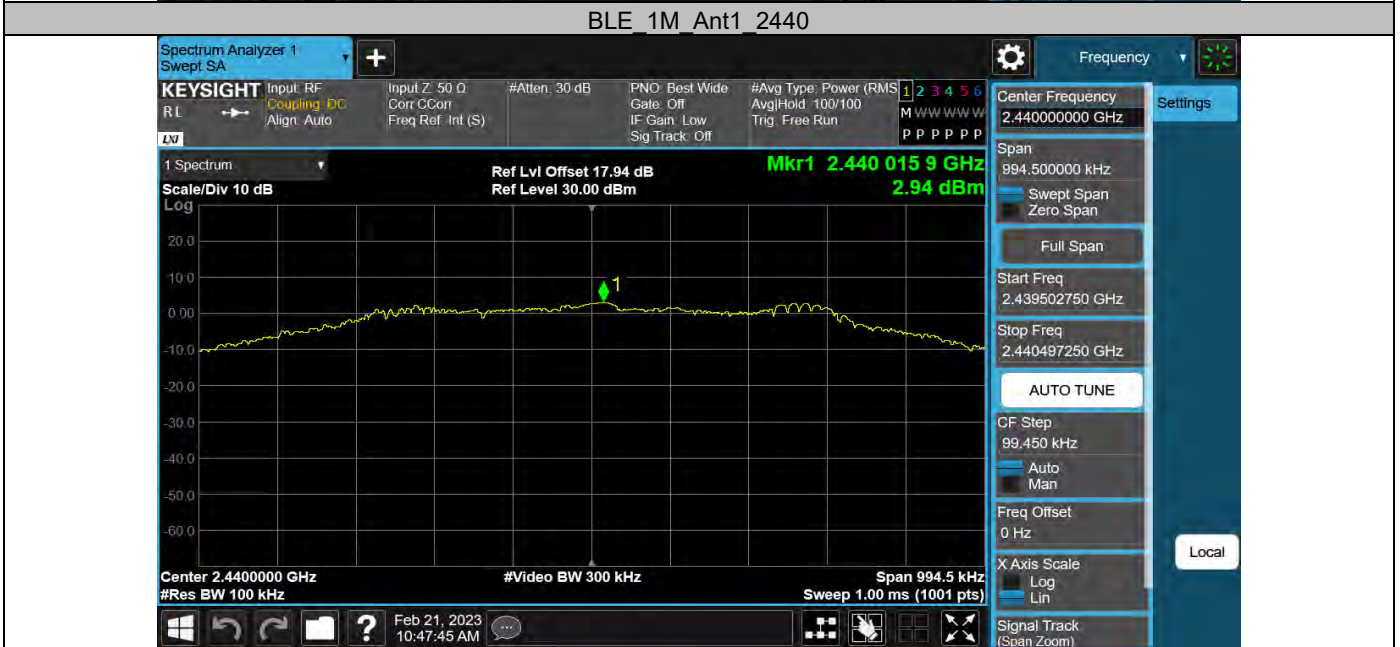 BLE_1M_Ant1_2440
Spectrum Analyzer 1
Swept SA
+
Frequency
KEYSIGHT
RL
LXI
Input: RF
Coupling: DC
Align: Auto
Input Z: 50 Ω
Corr CCorr
Freq Ref: Int (S)
#Atten: 30 dB
PNO: Best Wide
Gate: Off
IF Gain: Low
Sig Track: Off
#Avg Type: Power (RMS
Avg|Hold: 100/100
Trig: Free Run
1 2 3 4 5 6
M W W W W W
P P P P P P
1 Spectrum
Scale/Div 10 dB
Log
Ref Lvl Offset 17.94 dB
Ref Level 30.00 dBm
Mkr1 2.440 015 9 GHz
2.94 dBm
20.0
10.0
0.00
-10.0
-20.0
-30.0
-40.0
-50.0
-60.0
1
Center 2.4400000 GHz
#Res BW 100 kHz
#Video BW 300 kHz
Span 994.5 kHz
Sweep 1.00 ms (1001 pts)
?
Feb 21, 2023
10:47:45 AM
Center Frequency
2.440000000 GHz
Settings
Span
994.500000 kHz
Swept Span
Zero Span
Full Span
Start Freq
2.439502750 GHz
Stop Freq
2.440497250 GHz
AUTO TUNE
CF Step
99.450 kHz
Auto
Man
Freq Offset
0 Hz
Local
X Axis Scale
Log
Lin
Signal Track
(Span Zoom)